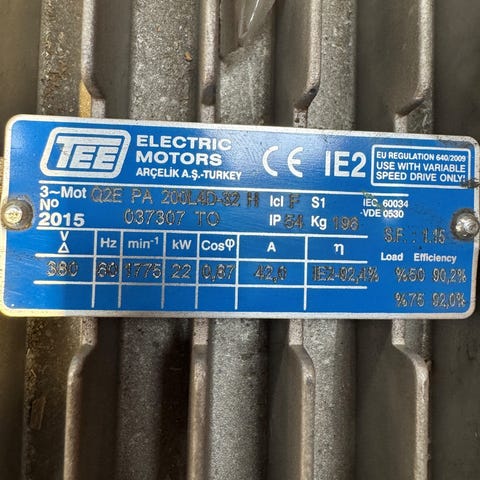 TEE
ELECTRIC
MOTORS
ARÇELİK A.Ş.-TURKEY
CE IE2
EU REGULATION 640/2009
USE WITH VARIABLE
SPEED DRIVE ONLY
3~Mot Q2E PA 200L4D-82 H Icl F S1 IEC. 60034
VDE 0530
Nº
2015 037307 TO IP 54 Kg 196 S.F. : 1.15
V Δ Hz min-¹ kW Cosφ A η Load Efficiency
380 60 1775 22 0,87 42,0 IE2-92,4% %50 90,2%
%75 92,0%